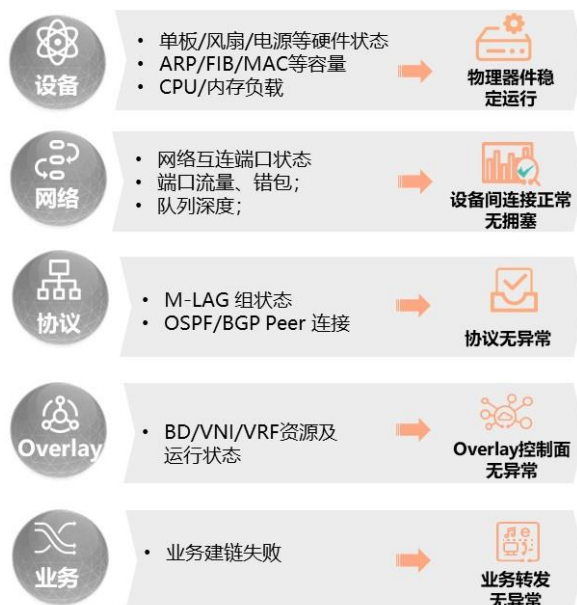 设备
• 单板/风扇/电源等硬件状态
• ARP/FIB/MAC等容量
• CPU/内存负载
物理器件稳
定运行
网络
• 网络互连端口状态
• 端口流量、错包;
• 队列深度;
设备间连接正常
无拥塞
协议
• M-LAG 组状态
• OSPF/BGP Peer 连接
协议无异常
Overlay
• BD/VNI/VRF资源及
运行状态
Overlay控制面
无异常
业务
• 业务建链失败
业务转发
无异常